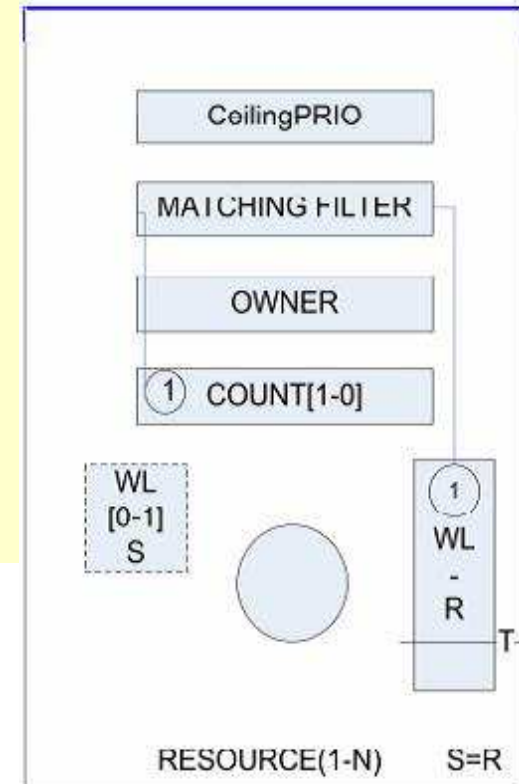 CeilingPRIO
MATCHING FILTER
OWNER
1 COUNT[1-0]
WL
[0-1]
S
1
WL
-
R
T
RESOURCE(1-N) S=R